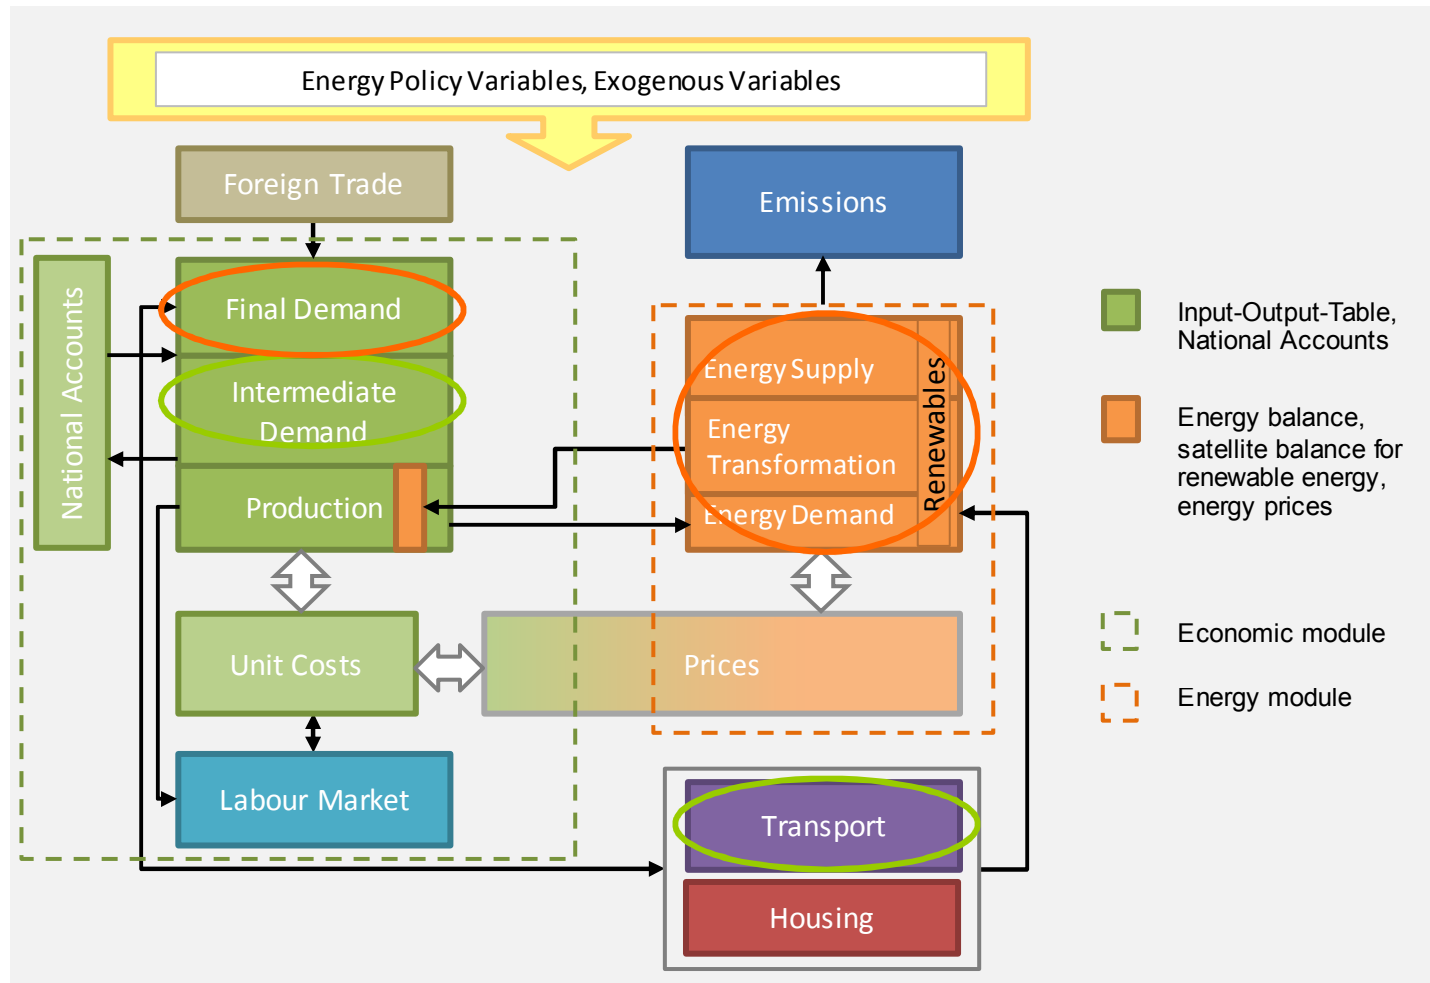 Energy Policy Variables, Exogenous Variables
Foreign Trade
Emissions
National Accounts
Final Demand
Intermediate
Demand
Production
Energy Supply
Energy
Transformation
Energy Demand
Renewables
Unit Costs
Prices
Labour Market
Transport
Housing
Input-Output-Table,
National Accounts
Energy balance,
satellite balance for
renewable energy,
energy prices
Economic module
Energy module